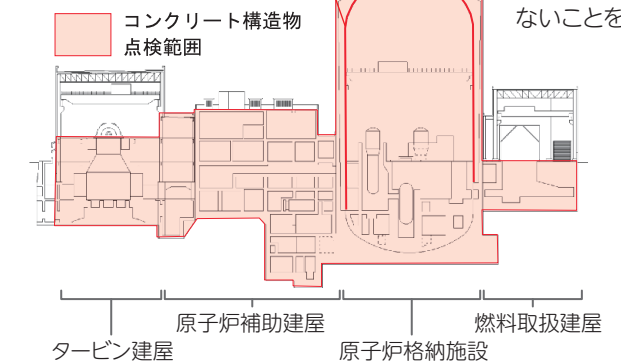 コンクリート構造物
点検範囲
ないことを
原子炉補助建屋
燃料取扱建屋
タービン建屋
原子炉格納施設